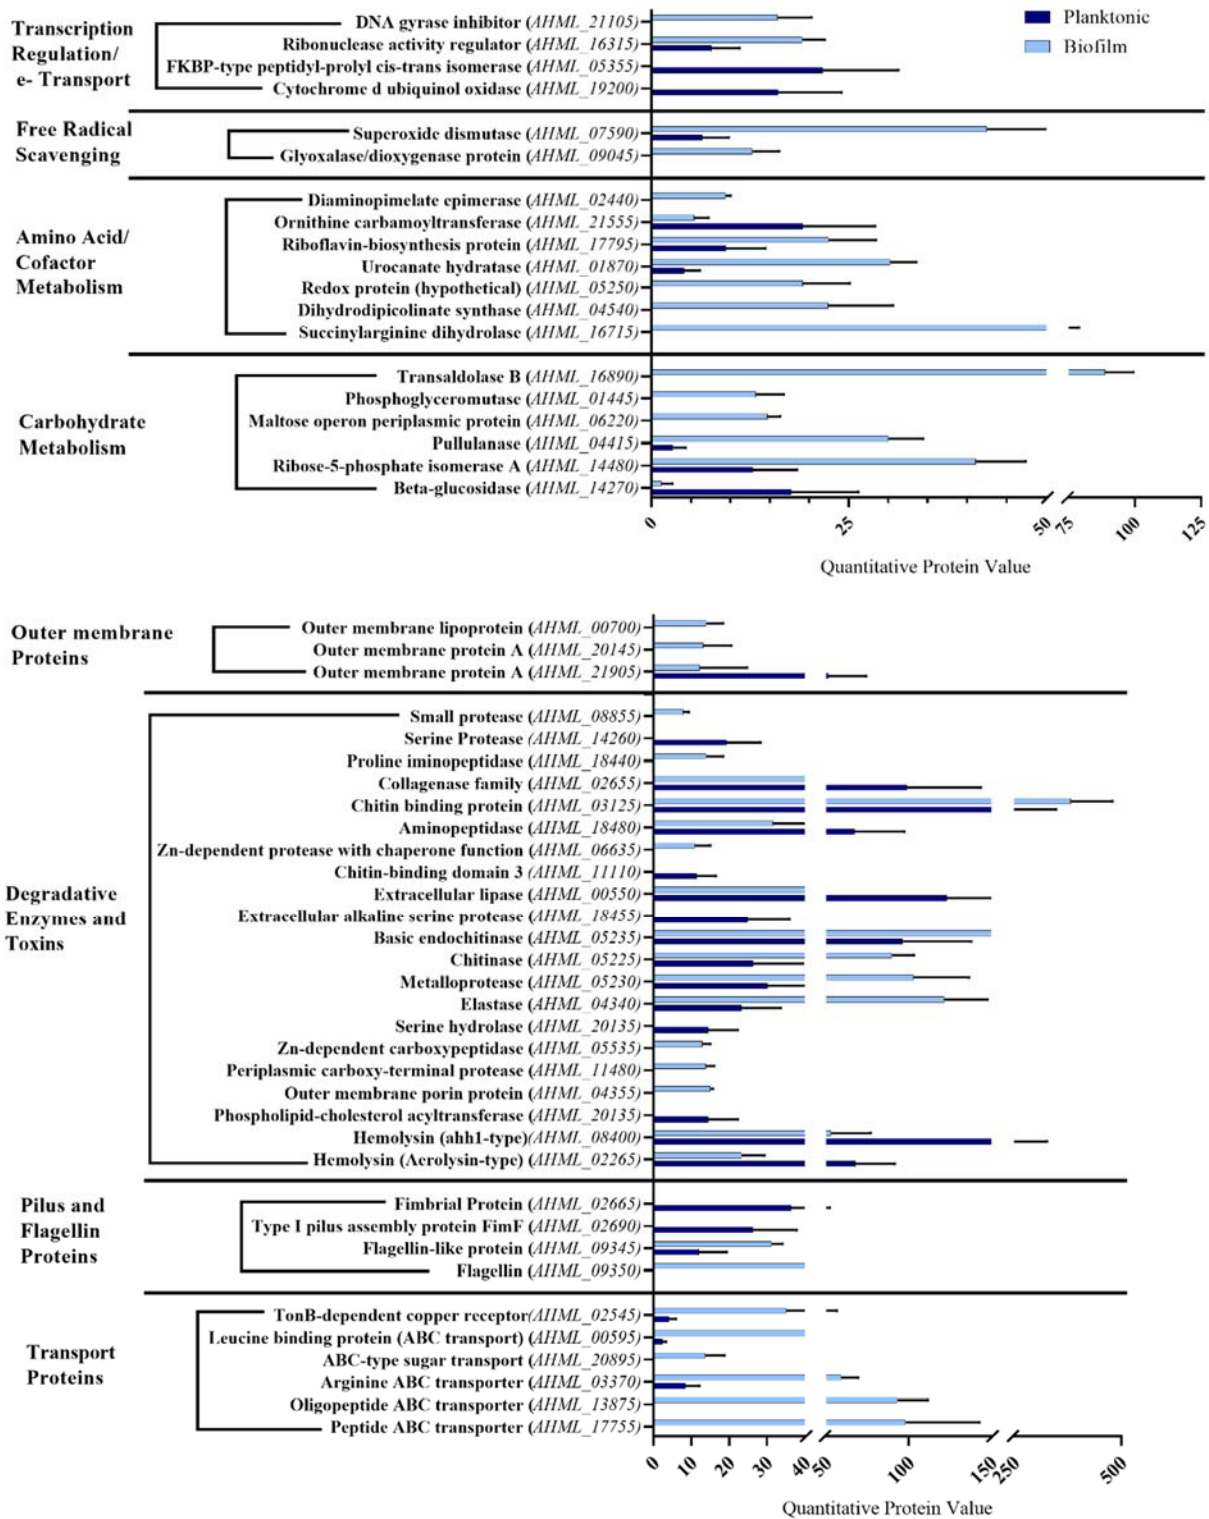 Planktonic
Biofilm
Transcription
Regulation/
e- Transport
DNA gyrase inhibitor (AHML_21105)
Ribonuclease activity regulator (AHML_16315)
FKBP-type peptidyl-prolyl cis-trans isomerase (AHML_05355)
Cytochrome d ubiquinol oxidase (AHML_19200)
Free Radical
Scavenging
Superoxide dismutase (AHML_07590)
Glyoxalase/dioxygenase protein (AHML_09045)
Amino Acid/
Cofactor
Metabolism
Diaminopimelate epimerase (AHML_02440)
Ornithine carbamoyltransferase (AHML_21555)
Riboflavin-biosynthesis protein (AHML_17795)
Urocanate hydratase (AHML_01870)
Redox protein (hypothetical) (AHML_05250)
Dihydrodipicolinate synthase (AHML_04540)
Succinylarginine dihydrolase (AHML_16715)
Carbohydrate
Metabolism
Transaldolase B (AHML_16890)
Phosphoglyceromutase (AHML_01445)
Maltose operon periplasmic protein (AHML_06220)
Pullulanase (AHML_04415)
Ribose-5-phosphate isomerase A (AHML_14480)
Beta-glucosidase (AHML_14270)
0 25 50 75 100 125
Quantitative Protein Value
Outer membrane
Proteins
Outer membrane lipoprotein (AHML_00700)
Outer membrane protein A (AHML_20145)
Outer membrane protein A (AHML_21905)
Degradative
Enzymes and
Toxins
Small protease (AHML_08855)
Serine Protease (AHML_14260)
Proline iminopeptidase (AHML_18440)
Collagenase family (AHML_02655)
Chitin binding protein (AHML_03125)
Aminopeptidase (AHML_18480)
Zn-dependent protease with chaperone function (AHML_06635)
Chitin-binding domain 3 (AHML_11110)
Extracellular lipase (AHML_00550)
Extracellular alkaline serine protease (AHML_18455)
Basic endochitinase (AHML_05235)
Chitinase (AHML_05225)
Metalloprotease (AHML_05230)
Elastase (AHML_04340)
Serine hydrolase (AHML_20135)
Zn-dependent carboxypeptidase (AHML_05535)
Periplasmic carboxy-terminal protease (AHML_11480)
Outer membrane porin protein (AHML_04355)
Phospholipid-cholesterol acyltransferase (AHML_20135)
Hemolysin (ahh1-type)(AHML_08400)
Hemolysin (Aerolysin-type) (AHML_02265)
Pilus and
Flagellin
Proteins
Fimbrial Protein (AHML_02665)
Type I pilus assembly protein FimF (AHML_02690)
Flagellin-like protein (AHML_09345)
Flagellin (AHML_09350)
Transport
Proteins
TonB-dependent copper receptor(AHML_02545)
Leucine binding protein (ABC transport) (AHML_00595)
ABC-type sugar transport (AHML_20895)
Arginine ABC transporter (AHML_03370)
Oligopeptide ABC transporter (AHML_13875)
Peptide ABC transporter (AHML_17755)
0 10 20 30 40 50 100 150 250 500
Quantitative Protein Value